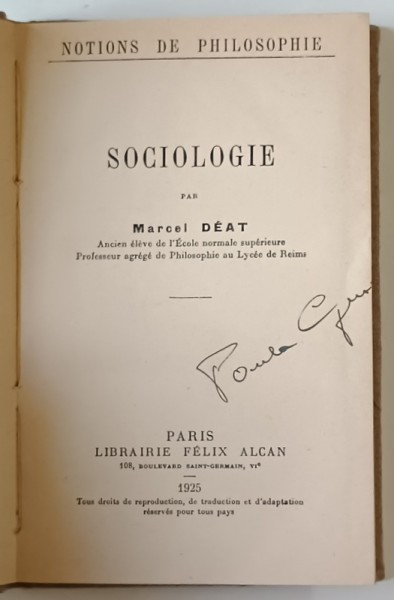 NOTIONS DE PHILOSOPHIE
SOCIOLOGIE
PAR
Marcel DÉAT
Ancien élève de l'École normale supérieure
Professeur agrégé de Philosophie au Lycée de Reims
Paula
PARIS
LIBRAIRIE FÉLIX ALCAN
108, BOULEVARD SAINT-GERMAIN, VIᵉ
1925
Tous droits de reproduction, de traduction et d'adaptation
réservés pour tous pays